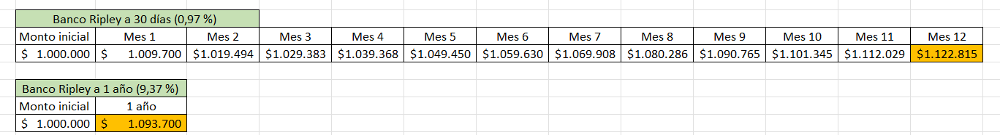 Banco Ripley a 30 días (0,97 %)
Monto inicial Mes 1 Mes 2 Mes 3 Mes 4 Mes 5 Mes 6 Mes 7 Mes 8 Mes 9 Mes 10 Mes 11 Mes 12
$ 1.000.000 $ 1.009.700 $1.019.494 $1.029.383 $1.039.368 $1.049.450 $1.059.630 $1.069.908 $1.080.286 $1.090.765 $1.101.345 $1.112.029 $1.122.815
Banco Ripley a 1 año (9,37 %)
Monto inicial 1 año
$ 1.000.000 $ 1.093.700